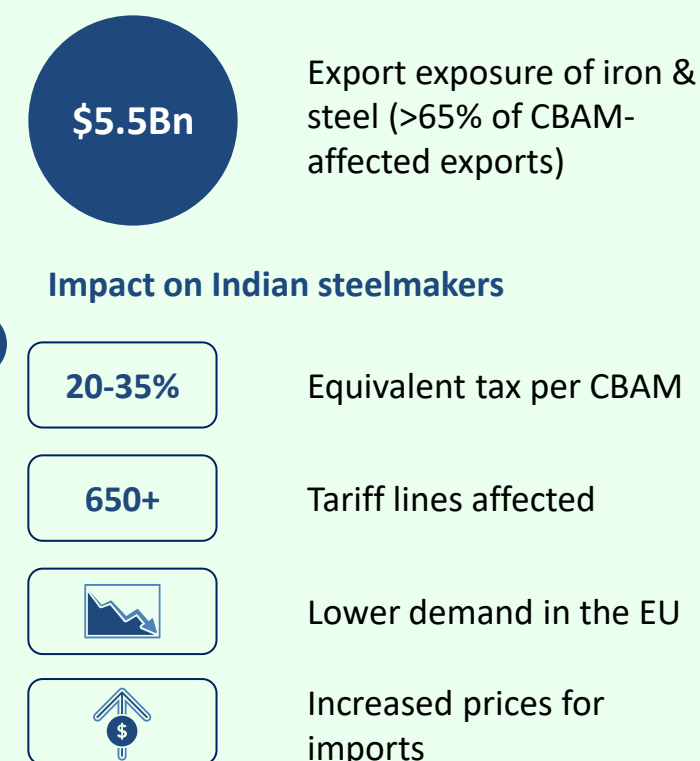 $5.5Bn
Export exposure of iron &
steel (>65% of CBAM-
affected exports)
Impact on Indian steelmakers
20-35%
Equivalent tax per CBAM
650+
Tariff lines affected
Lower demand in the EU
$
Increased prices for
imports